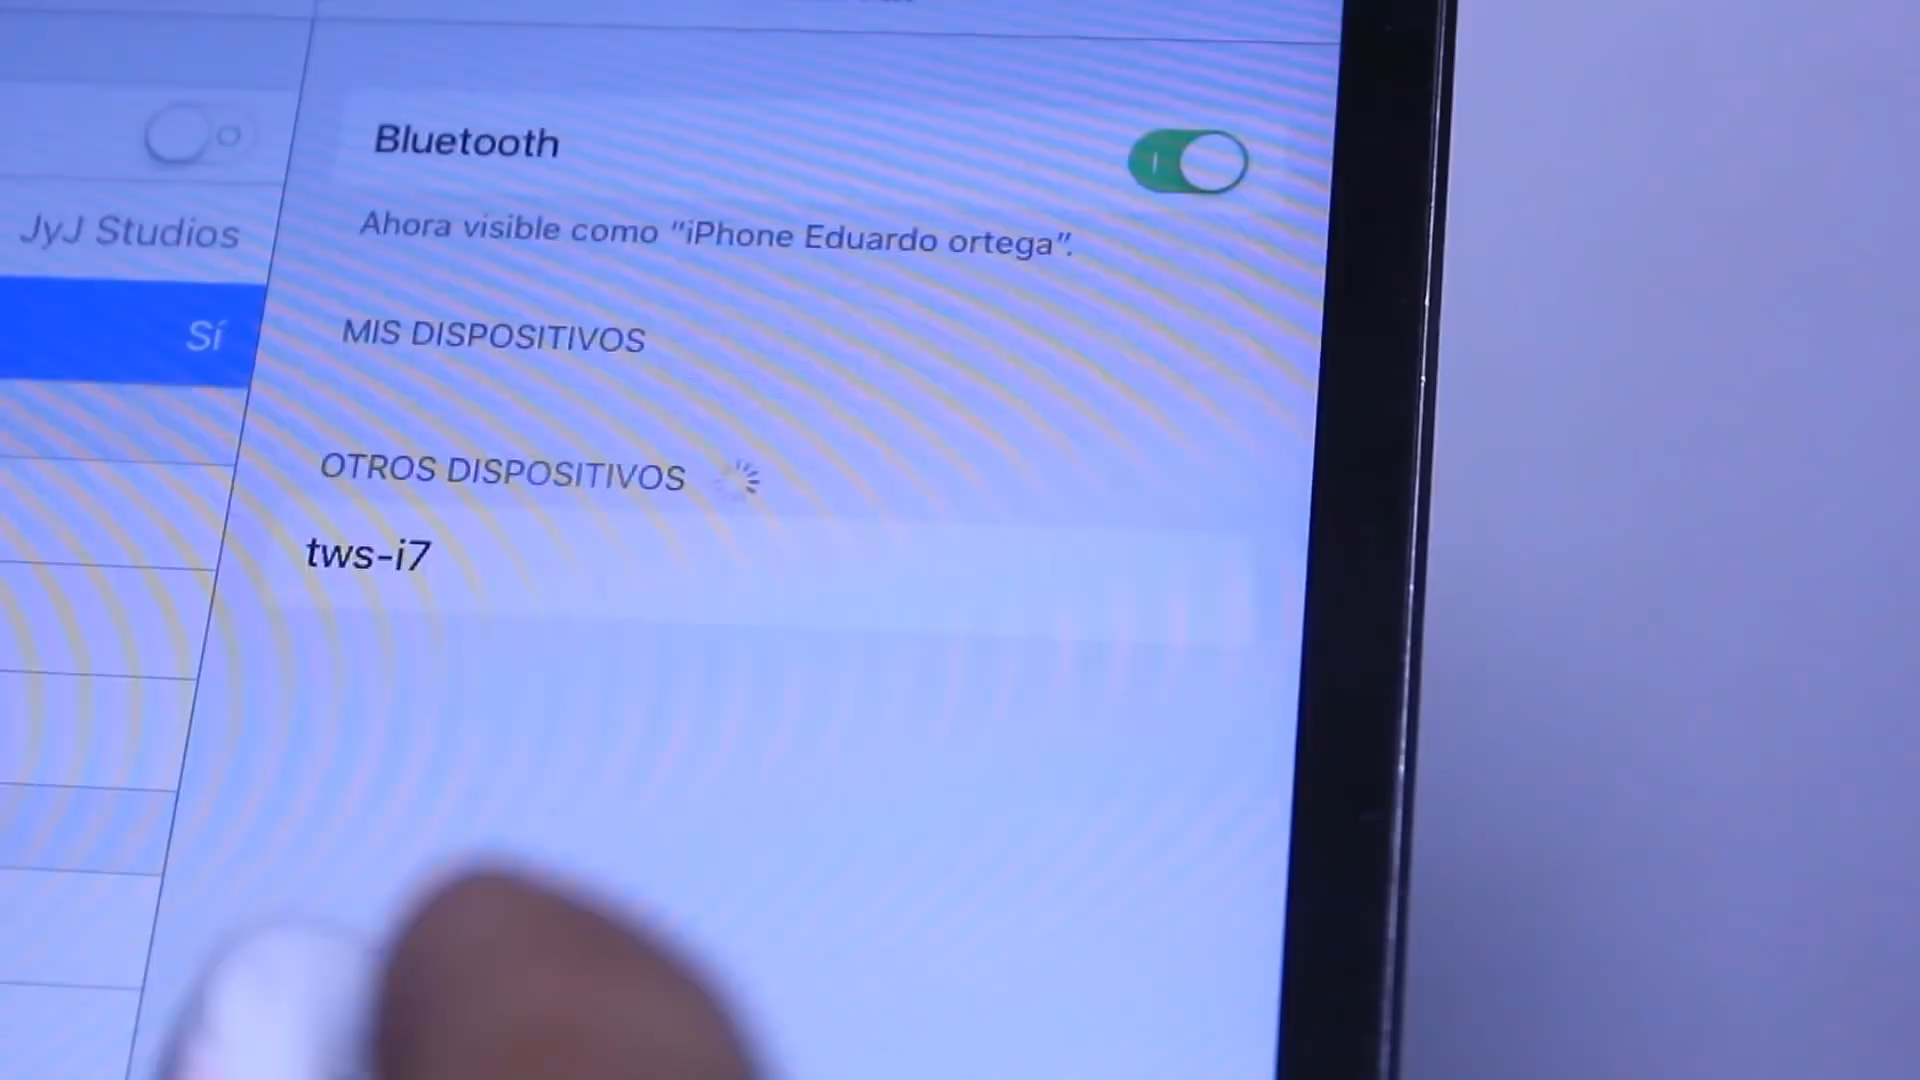 Bluetooth
Ahora visible como "iPhone Eduardo ortega".
JyJ Studios
Sí
MIS DISPOSITIVOS
OTROS DISPOSITIVOS
tws-i7